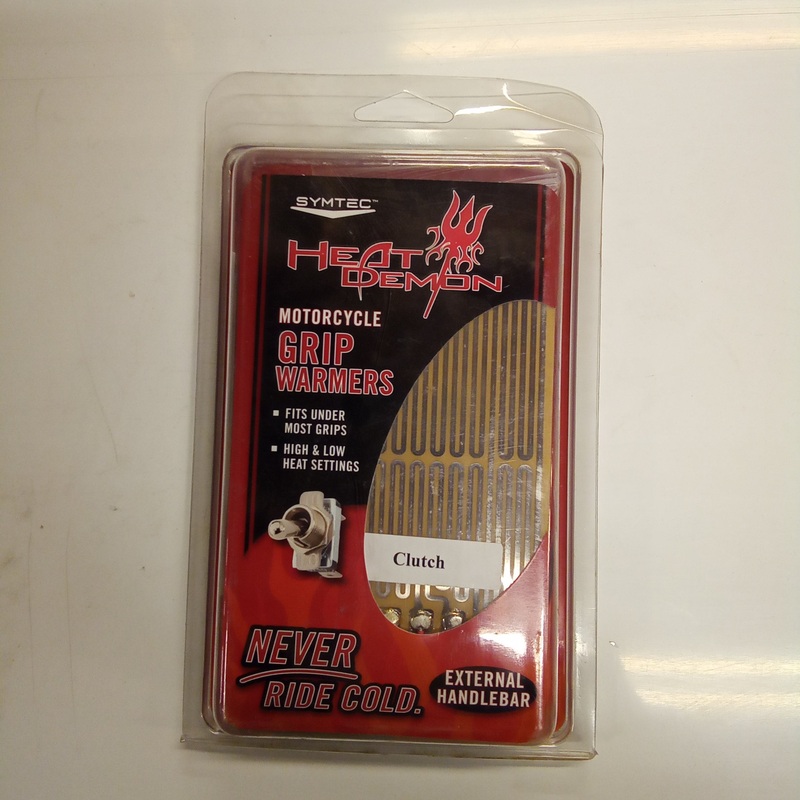 SYMTEC™
HEAT
DEMON
MOTORCYCLE
GRIP
WARMERS
▪ FITS UNDER
MOST GRIPS
▪ HIGH & LOW
HEAT SETTINGS
Clutch
NEVER
RIDE COLD.
EXTERNAL
HANDLEBAR